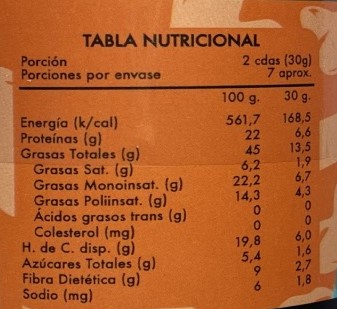 TABLA NUTRICIONAL
Porción 2 cdas (30g)
Porciones por envase 7 aprox.
100 g. 30 g.
Energía (k/cal) 561,7 168,5
Proteínas (g) 22 6,6
Grasas Totales (g) 45 13,5
Grasas Sat. (g) 6,2 1,9
Grasas Monoinsat. (g) 22,2 6,7
Grasas Poliinsat. (g) 14,3 4,3
Ácidos grasos trans (g) 0 0
Colesterol (mg) 0 0
H. de C. disp. (g) 19,8 6,0
Azúcares Totales (g) 5,4 1,6
Fibra Dietética (g) 9 2,7
Sodio (mg) 6 1,8